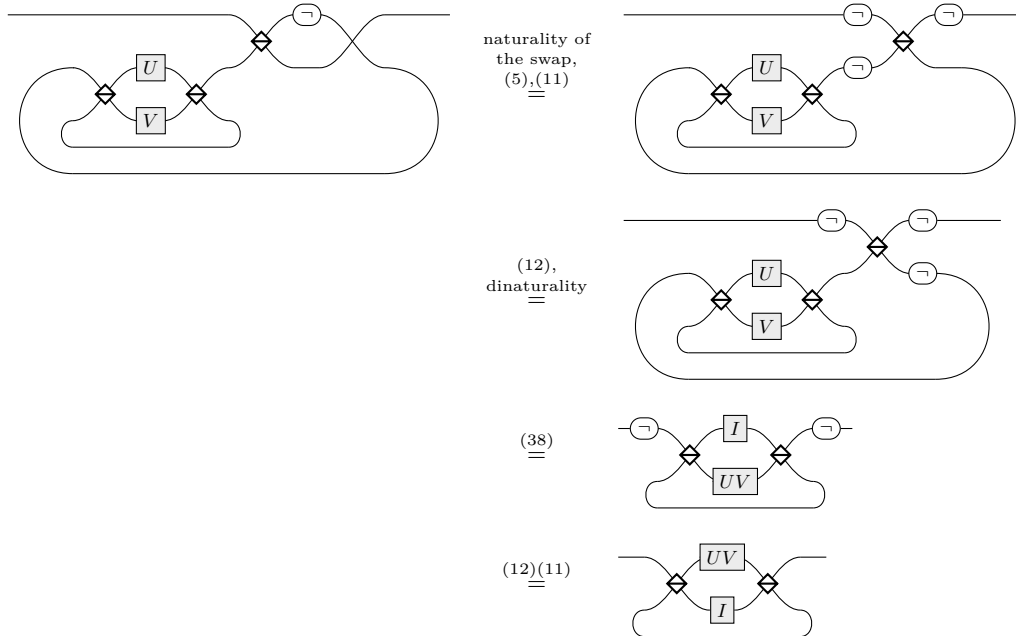 ¬
naturality of
the swap,
(5),(11)
=
¬ ¬
U
V
U ¬
V
(12),
dinaturality
=
¬ ¬
U ¬
V
(38)
=
¬ I ¬
UV
(12)(11)
=
UV
I